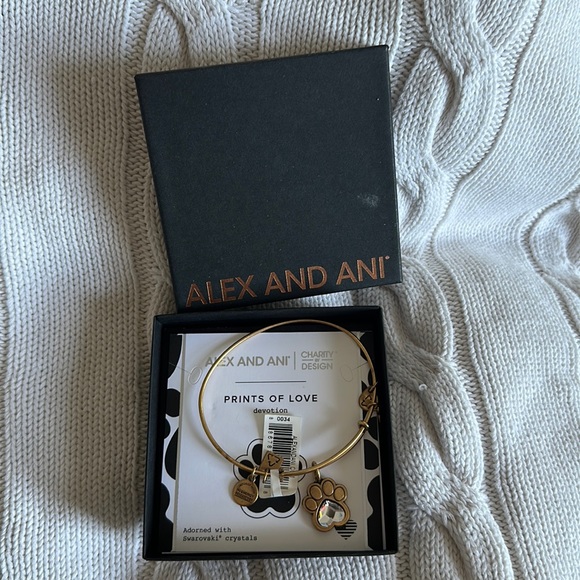 ALEX AND ANI
ALEX AND ANI | CHARITY BY DESIGN
PRINTS OF LOVE
devotion
0034
Adorned with
Swarovski® crystals